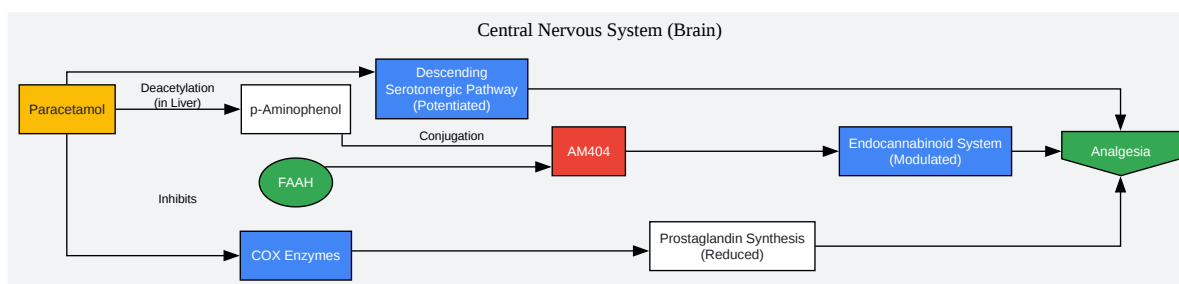 Central Nervous System (Brain)
Descending
Serotonergic Pathway
(Potentiated)
Deacetylation
(in Liver)
Paracetamol
p-Aminophenol
Conjugation
AM404
Endocannabinoid System
(Modulated)
Analgesia
FAAH
Inhibits
COX Enzymes
Prostaglandin Synthesis
(Reduced)